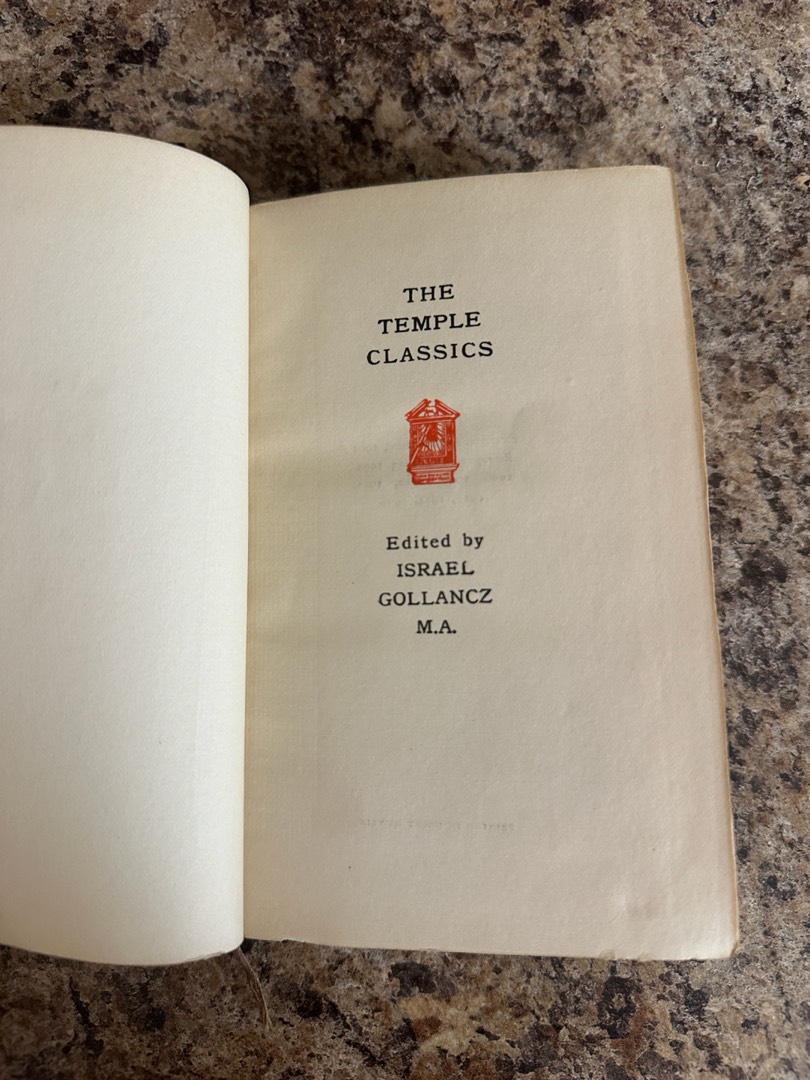 THE
TEMPLE
CLASSICS
Edited by
ISRAEL
GOLLANCZ
M.A.